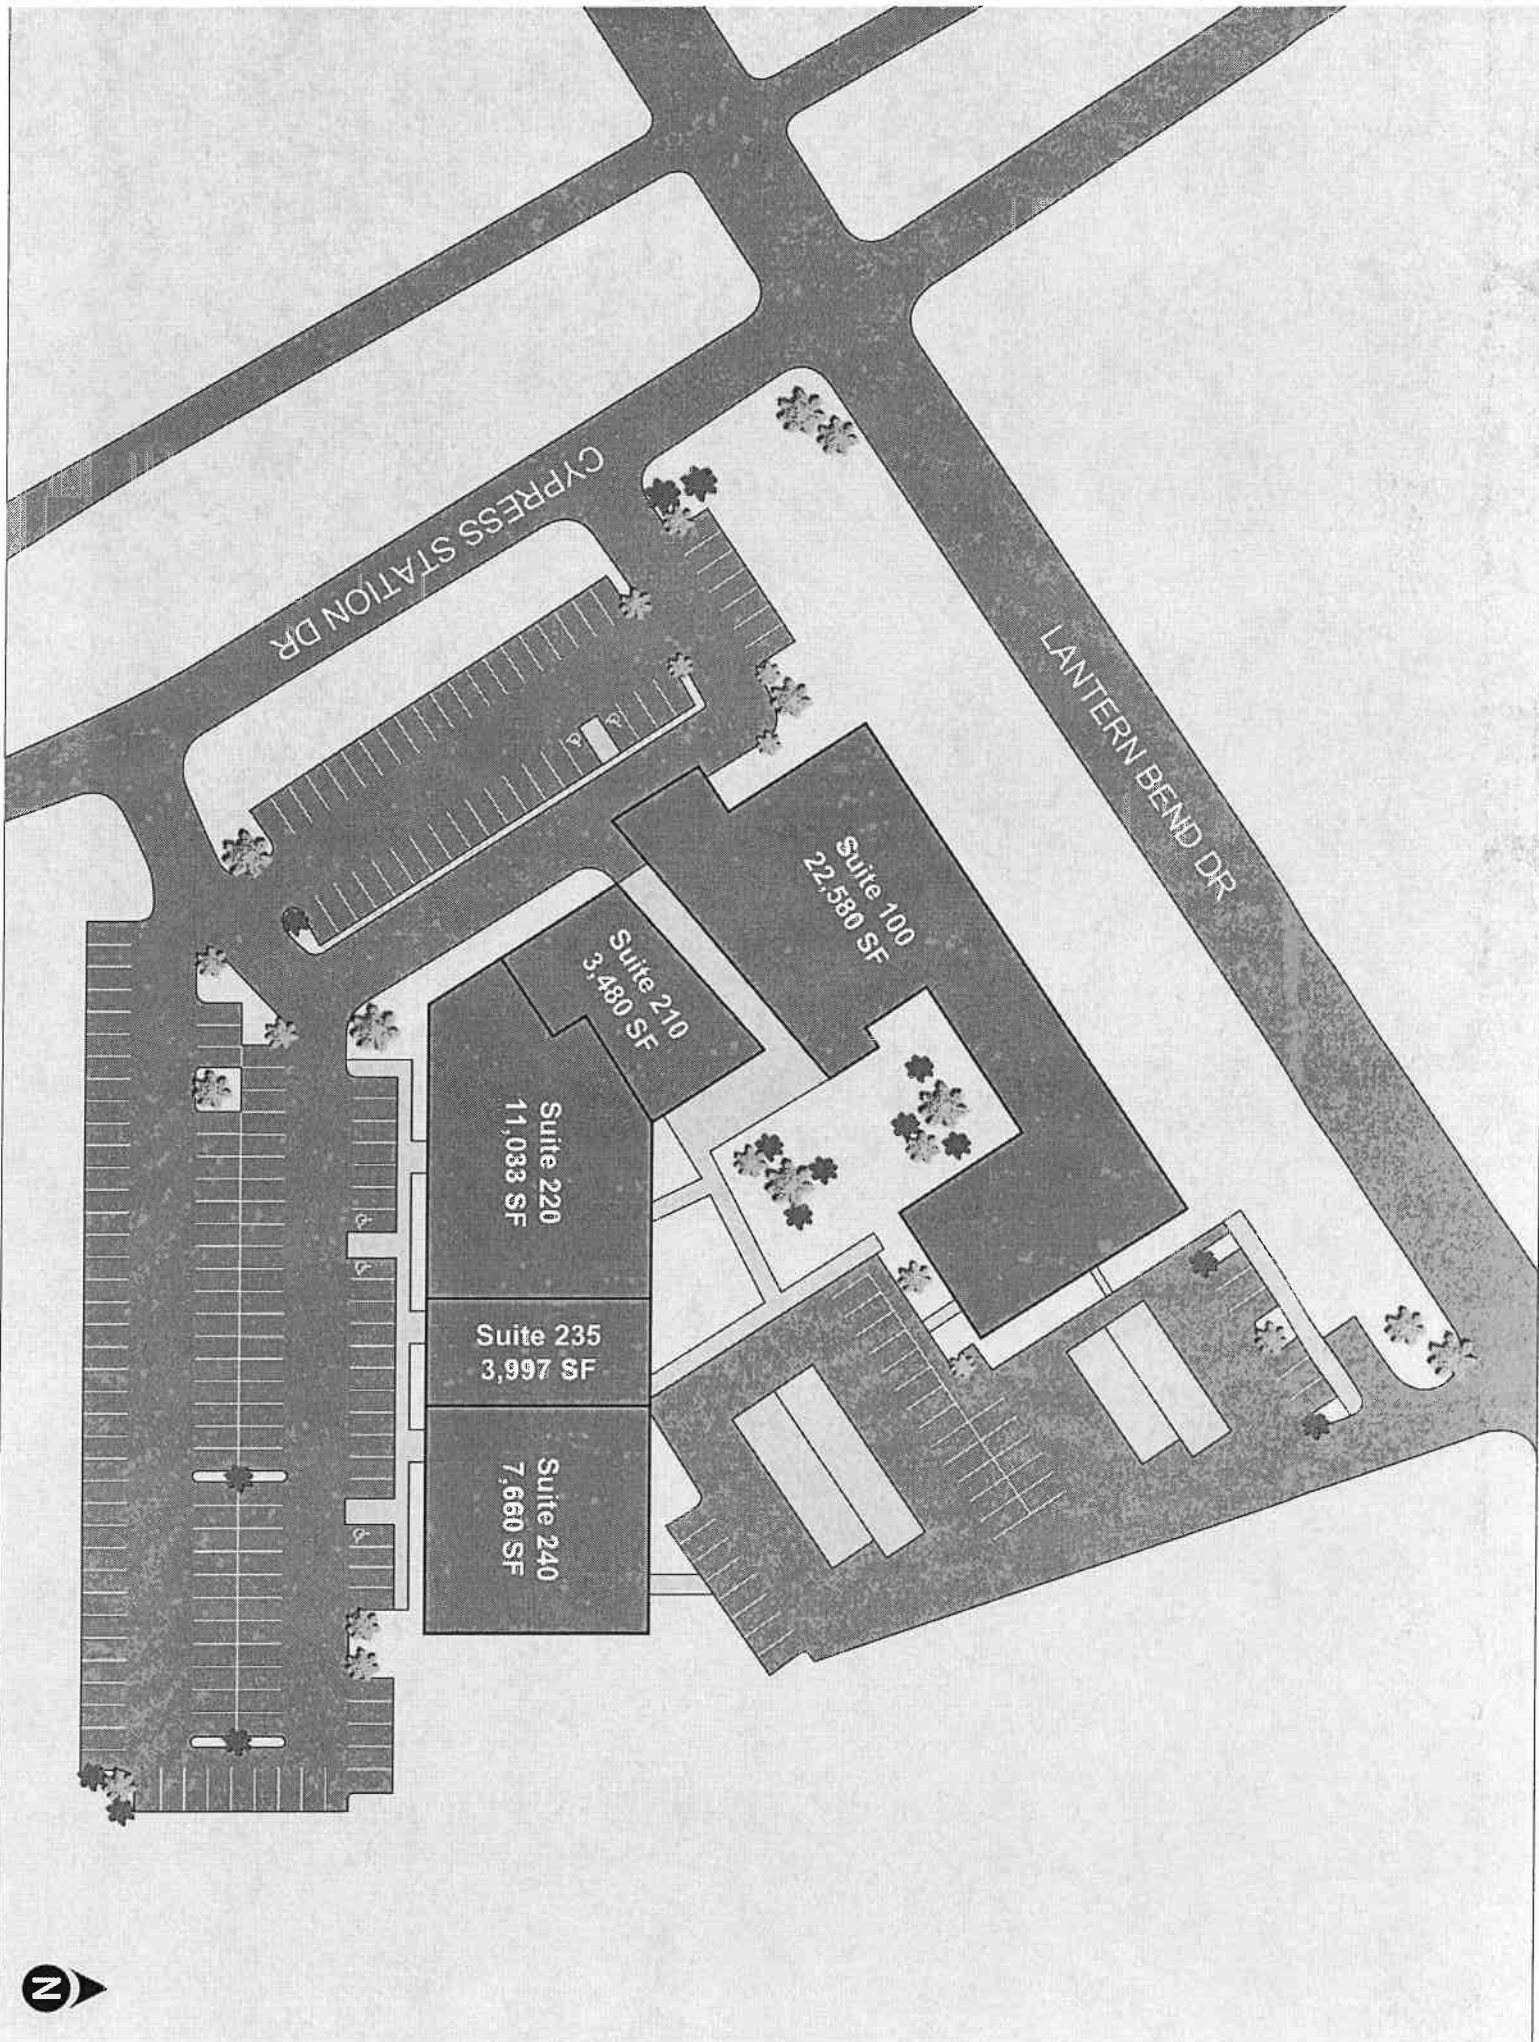 CYPRESS STATION DR
LANTERN BEND DR
Suite 100
22,580 SF
Suite 210
3,480 SF
Suite 220
11,038 SF
Suite 235
3,997 SF
Suite 240
7,660 SF
N